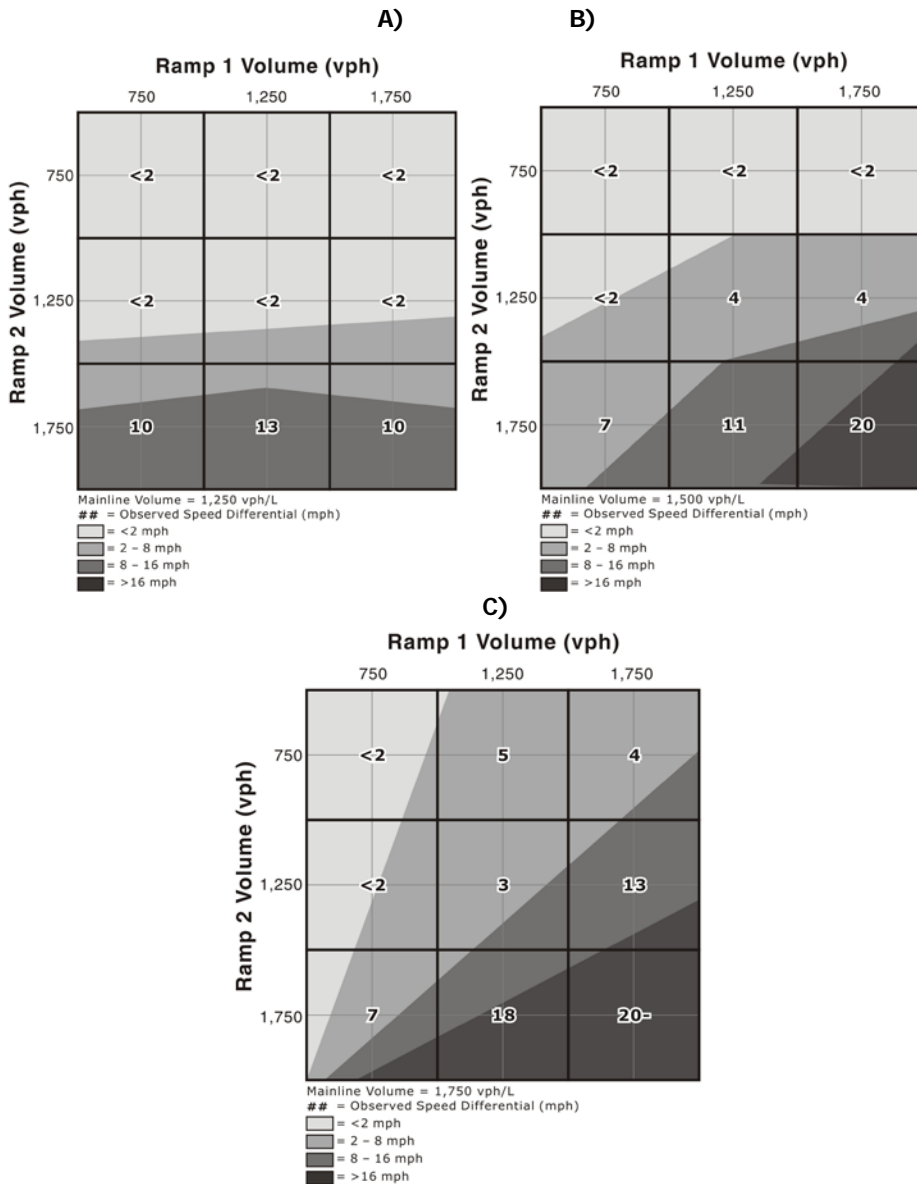 A)
Ramp 1 Volume (vph)
750 1,250 1,750
Ramp 2 Volume (vph)
750 <2 <2 <2
1,250 <2 <2 <2
1,750 10 13 10
Mainline Volume = 1,250 vph/L
## = Observed Speed Differential (mph)
= <2 mph
= 2 – 8 mph
= 8 – 16 mph
= >16 mph
B)
Ramp 1 Volume (vph)
750 1,250 1,750
Ramp 2 Volume (vph)
750 <2 <2 <2
1,250 <2 4 4
1,750 7 11 20
Mainline Volume = 1,500 vph/L
## = Observed Speed Differential (mph)
= <2 mph
= 2 – 8 mph
= 8 – 16 mph
= >16 mph
C)
Ramp 1 Volume (vph)
750 1,250 1,750
Ramp 2 Volume (vph)
750 <2 5 4
1,250 <2 3 13
1,750 7 18 20-
Mainline Volume = 1,750 vph/L
## = Observed Speed Differential (mph)
= <2 mph
= 2 – 8 mph
= 8 – 16 mph
= >16 mph